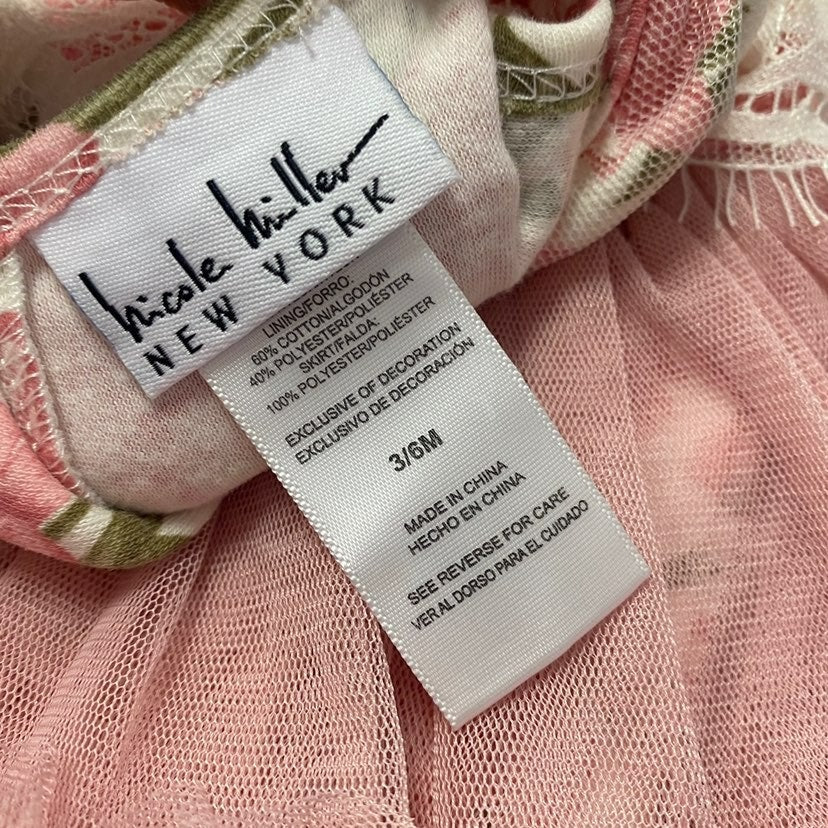 nicole miller
NEW YORK
LINING/FORRO:
60% COTTON/ALGODÓN
40% POLYESTER/POLIÉSTER
SKIRT/FALDA:
100% POLYESTER/POLIÉSTER
EXCLUSIVE OF DECORATION
EXCLUSIVO DE DECORACIÓN
3/6M
MADE IN CHINA
HECHO EN CHINA
SEE REVERSE FOR CARE
VER AL DORSO PARA EL CUIDADO